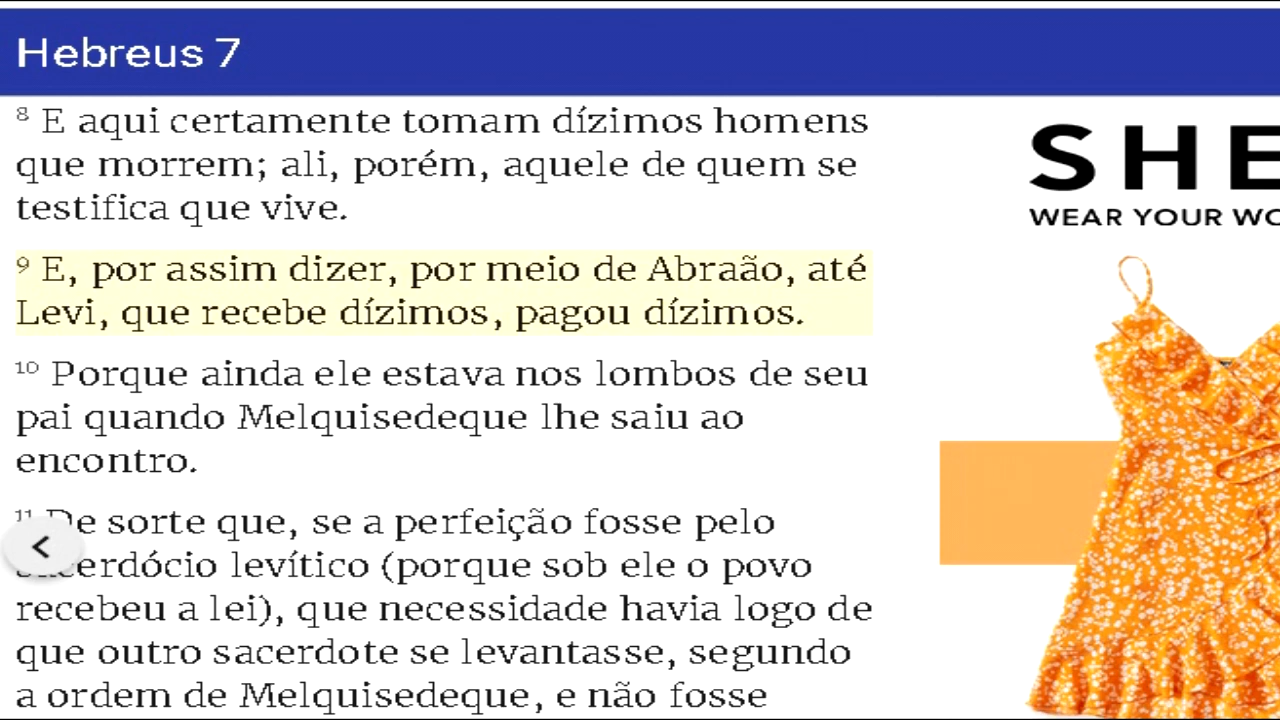 Hebreus 7
8 E aqui certamente tomam dízimos homens
que morrem; ali, porém, aquele de quem se
testifica que vive.
9 E, por assim dizer, por meio de Abraão, até
Levi, que recebe dízimos, pagou dízimos.
10 Porque ainda ele estava nos lombos de seu
pai quando Melquisedeque lhe saiu ao
encontro.
11 De sorte que, se a perfeição fosse pelo
sacerdócio levítico (porque sob ele o povo
recebeu a lei), que necessidade havia logo de
que outro sacerdote se levantasse, segundo
a ordem de Melquisedeque, e não fosse
SHE
WEAR YOUR WO